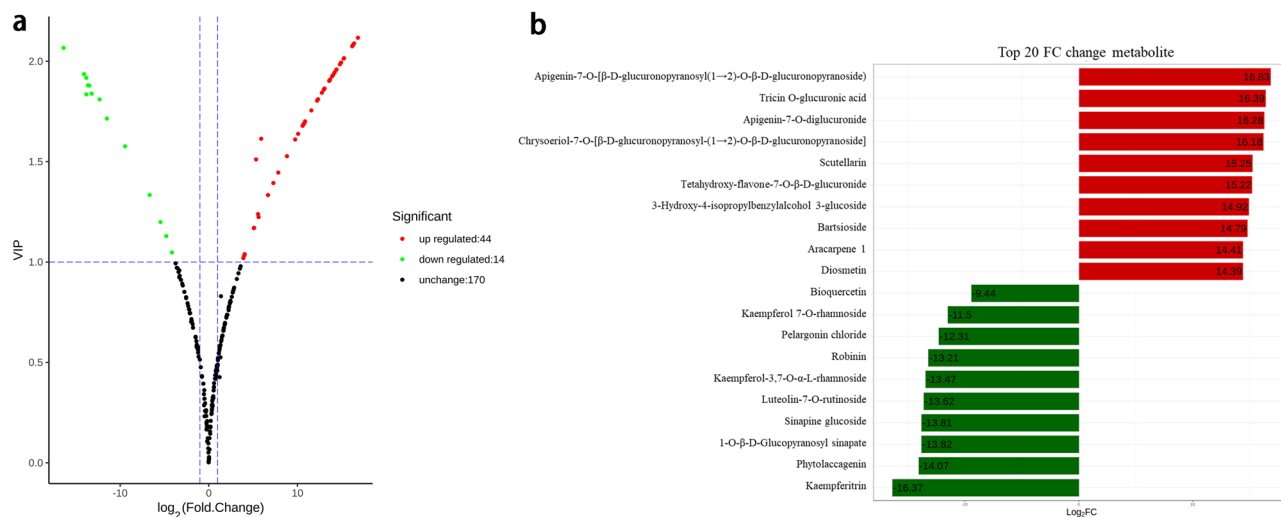 a
2.0
1.5
1.0
0.5
0.0
VIP
-10
0
10
log2(Fold.Change)
Significant
up regulated:44
down regulated:14
unchange:170
b
Top 20 FC change metabolite
Apigenin-7-O-[β-D-glucuronopyranosyl(1→2)-O-β-D-glucuronopyranoside) 16.83
Tricin O-glucuronic acid 16.39
Apigenin-7-O-diglucuronide 16.28
Chrysoeriol-7-O-[β-D-glucuronopyranosyl-(1→2)-O-β-D-glucuronopyranoside] 16.18
Scutellarin 15.25
Tetahydroxy-flavone-7-O-β-D-glucuronide 15.22
3-Hydroxy-4-isopropylbenzylalcohol 3-glucoside 14.92
Bartsioside 14.79
Aracarpene 1 14.41
Diosmetin 14.39
Bioquercetin -9.44
Kaempferol 7-O-rhamnoside -11.5
Pelargonin chloride -12.31
Robinin -13.21
Kaempferol-3,7-O-α-L-rhamnoside -13.47
Luteolin-7-O-rutinoside -13.62
Sinapine glucoside -13.81
1-O-β-D-Glucopyranosyl sinapate -13.82
Phytolaccagenin -14.07
Kaempferitrin -16.37
-10
0
10
Log2FC